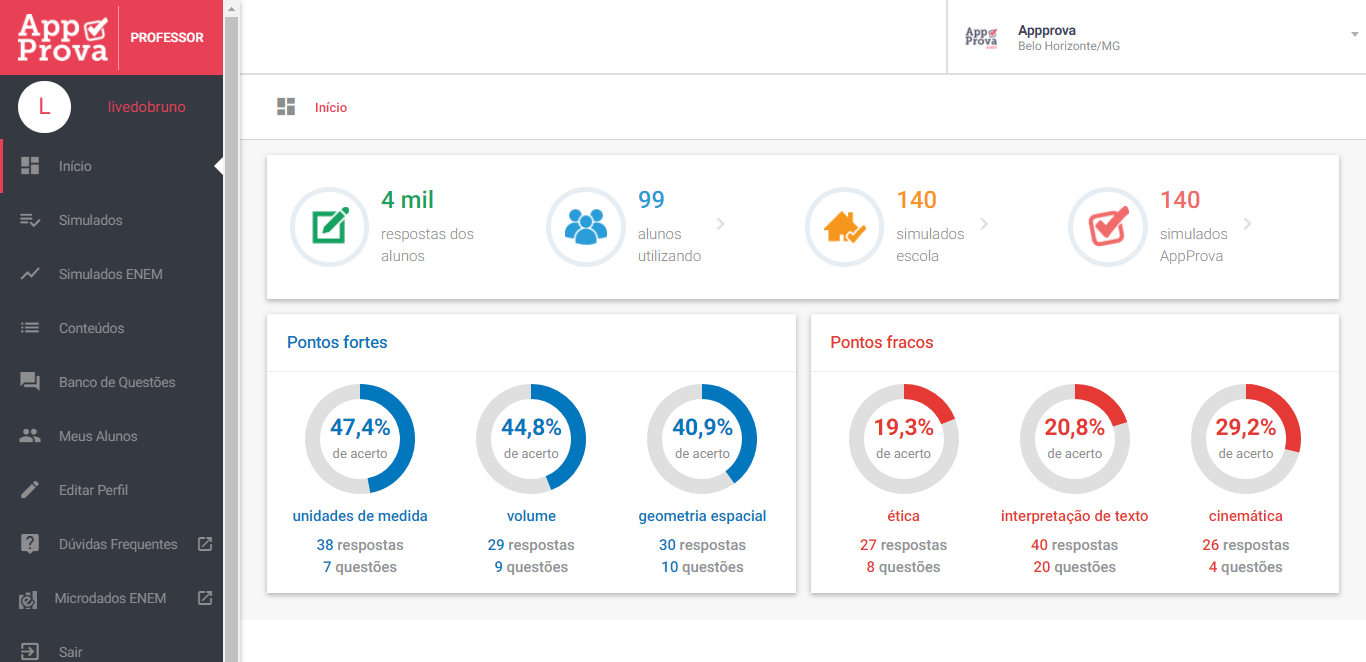 App
Prova
PROFESSOR
App
Prova
Appprova
Belo Horizonte/MG
L
livedobruno
Início
Início
Simulados
Simulados ENEM
Conteúdos
Banco de Questões
Meus Alunos
Editar Perfil
Dúvidas Frequentes
Microdados ENEM
Sair
4 mil
respostas dos
alunos
99
alunos
utilizando
140
simulados
escola
140
simulados
AppProva
Pontos fortes
47,4%
de acerto
unidades de medida
38 respostas
7 questões
44,8%
de acerto
volume
29 respostas
9 questões
40,9%
de acerto
geometria espacial
30 respostas
10 questões
Pontos fracos
19,3%
de acerto
ética
27 respostas
8 questões
20,8%
de acerto
interpretação de texto
40 respostas
20 questões
29,2%
de acerto
cinemática
26 respostas
4 questões